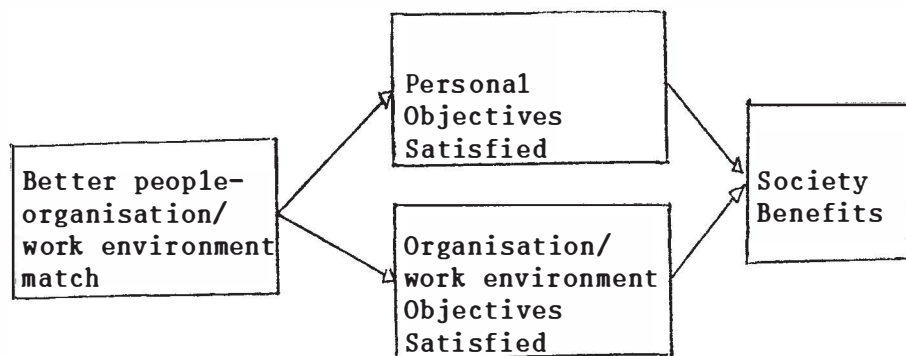 Better people-
organisation/
work environment
match
Personal
Objectives
Satisfied
Organisation/
work environment
Objectives
Satisfied
Society
Benefits